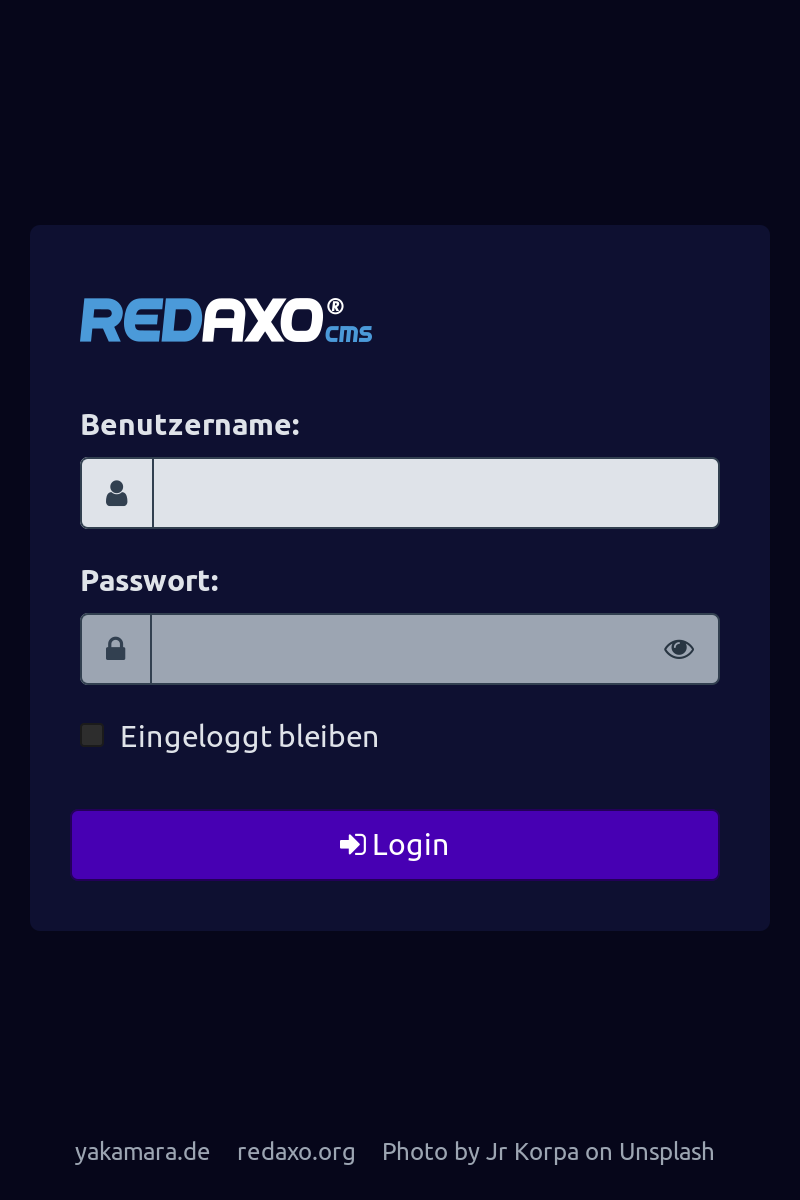 REDAXO®
cms
Benutzername:
Passwort:
Eingeloggt bleiben
Login
yakamara.de redaxo.org Photo by Jr Korpa on Unsplash